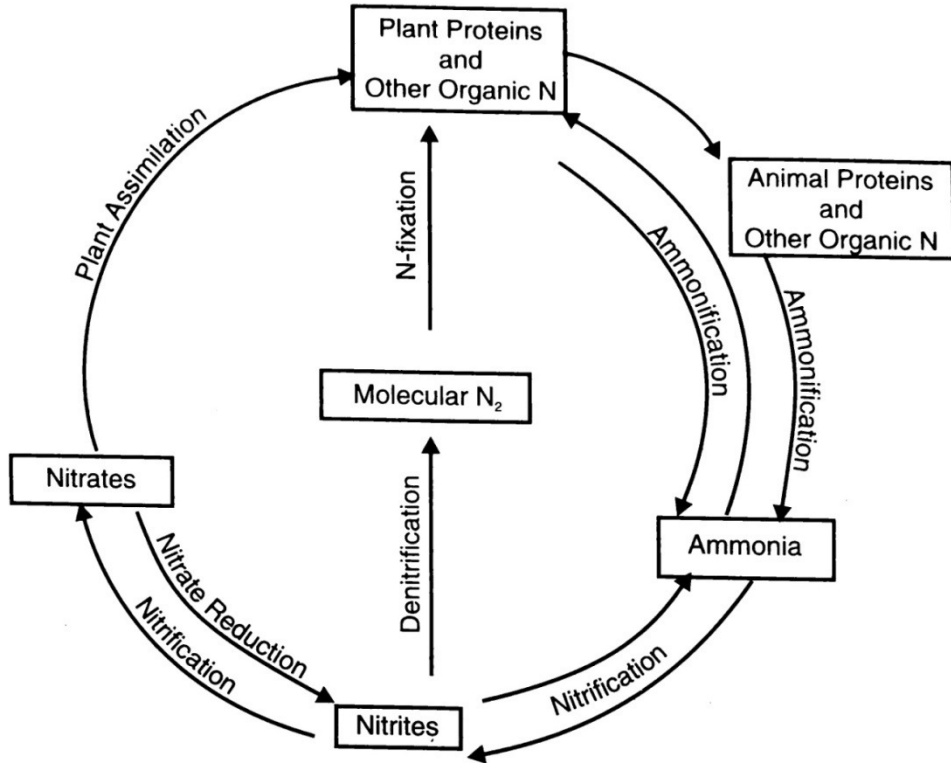 Plant Proteins
and
Other Organic N
Animal Proteins
and
Other Organic N
Plant Assimilation
N-fixation
Ammonification
Ammonification
Molecular N₂
Nitrates
Ammonia
Nitrate Reduction
Nitrification
Denitrification
Nitrification
Nitrites